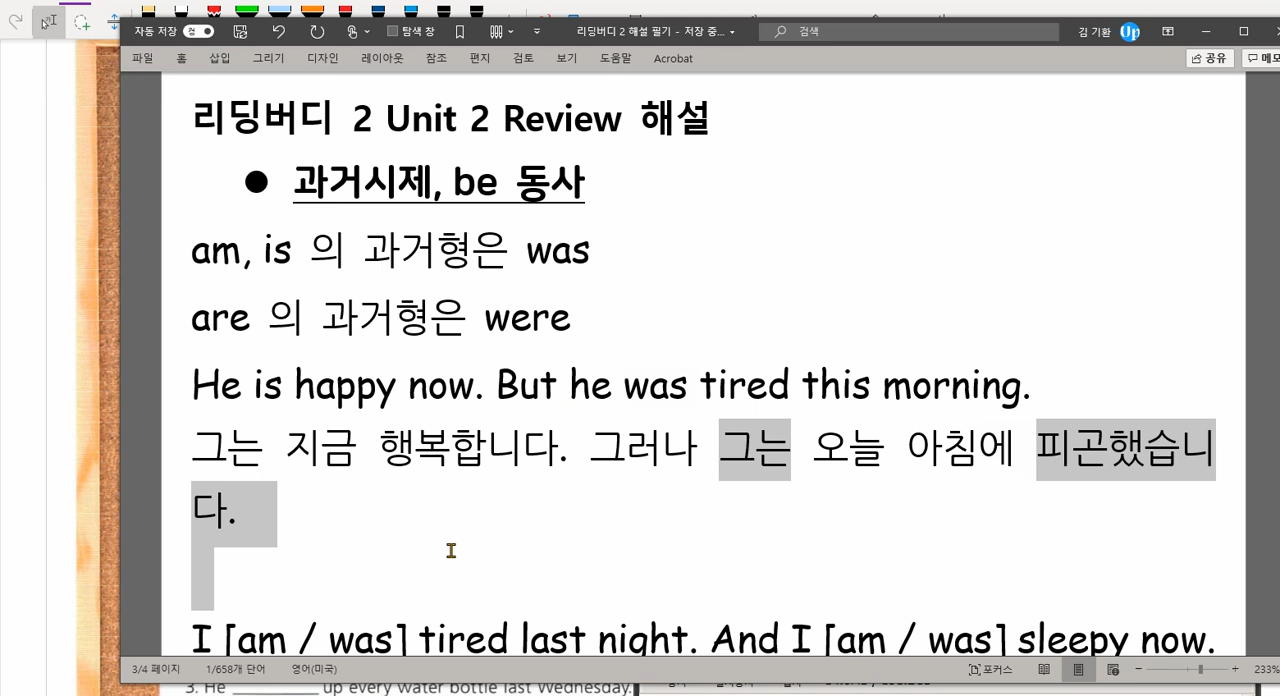 자동 저장 켬
탐색 창
리딩버디 2 해설 필기 - 저장 중...
검색
김 기환
Up
파일 홈 삽입 그리기 디자인 레이아웃 참조 편지 검토 보기 도움말 Acrobat
공유 메모
리딩버디 2 Unit 2 Review 해설
● 과거시제, be 동사
am, is 의 과거형은 was
are 의 과거형은 were
He is happy now. But he was tired this morning.
그는 지금 행복합니다. 그러나 그는 오늘 아침에 피곤했습니
다.
I [am / was] tired last night. And I [am / was] sleepy now.
3/4 페이지 1/658개 단어 영어(미국) 포커스 233%
3. He ________ up every water bottle last Wednesday.